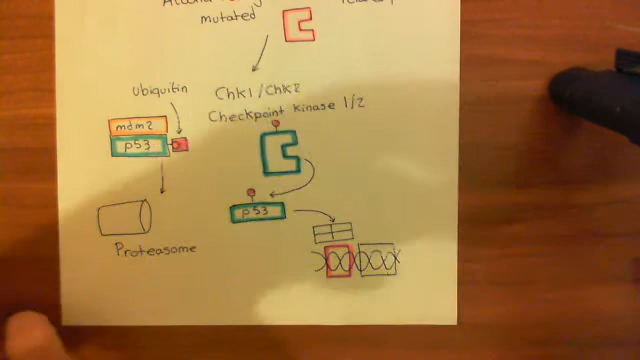 mutated
ubiquitin
Chk1/Chk2
Checkpoint Kinase 1/2
mdm2
p53
p53
Proteasome